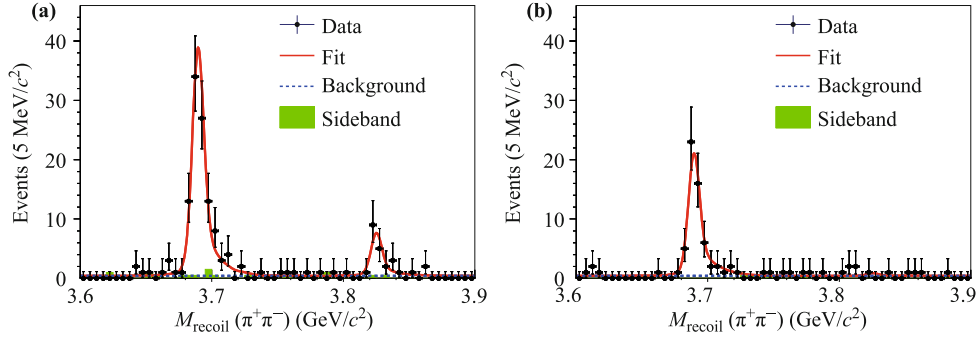 (a)
Data
Fit
Background
Sideband
Events (5 MeV/c²)
40
30
20
10
0
3.6 3.7 3.8 3.9
M_recoil (π⁺π⁻) (GeV/c²)
(b)
Data
Fit
Background
Sideband
Events (5 MeV/c²)
40
30
20
10
0
3.6 3.7 3.8 3.9
M_recoil (π⁺π⁻) (GeV/c²)